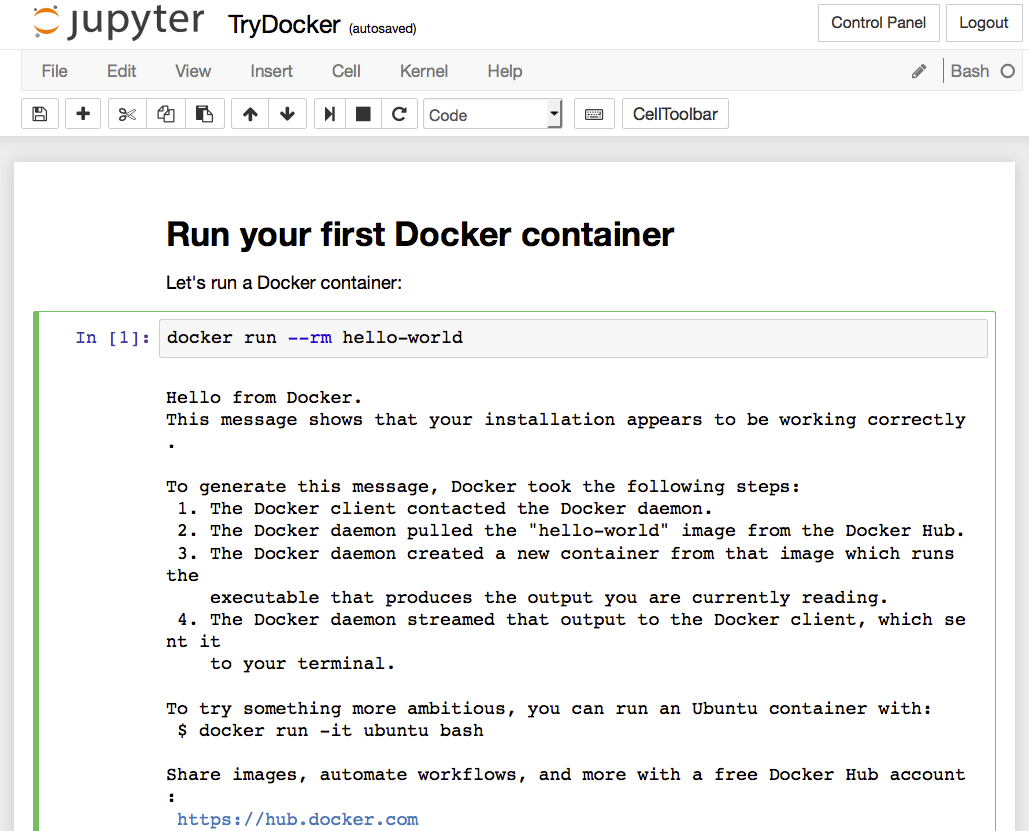 jupyter TryDocker (autosaved) Control Panel Logout
File Edit View Insert Cell Kernel Help Bash
Code CellToolbar
Run your first Docker container
Let's run a Docker container:
In [1]: docker run --rm hello-world
Hello from Docker.
This message shows that your installation appears to be working correctly
.
To generate this message, Docker took the following steps:
1. The Docker client contacted the Docker daemon.
2. The Docker daemon pulled the "hello-world" image from the Docker Hub.
3. The Docker daemon created a new container from that image which runs
the
executable that produces the output you are currently reading.
4. The Docker daemon streamed that output to the Docker client, which se
nt it
to your terminal.
To try something more ambitious, you can run an Ubuntu container with:
$ docker run -it ubuntu bash
Share images, automate workflows, and more with a free Docker Hub account
:
https://hub.docker.com